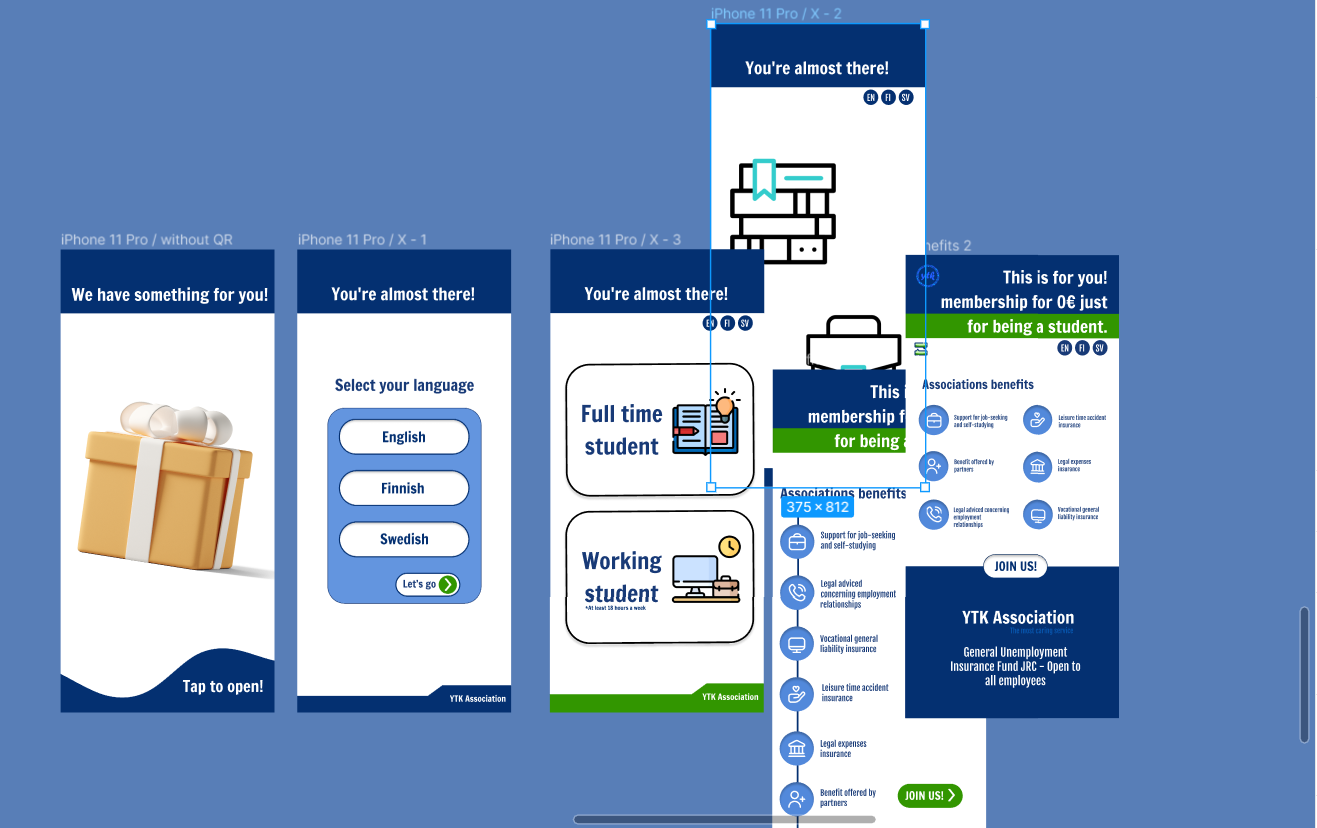 iPhone 11 Pro / X - 2
You're almost there!
EN FI SV
iPhone 11 Pro / without QR
We have something for you!
Tap to open!
iPhone 11 Pro / X - 1
You're almost there!
Select your language
English
Finnish
Swedish
Let's go
YTK Association
iPhone 11 Pro / X - 3
You're almost there!
EN FI SV
Full time
student
Working
student
*At least 18 hours a week
YTK Association
This i
membership f
for being a
Associations benefits
375 × 812
Support for job-seeking
and self-studying
Legal adviced
concerning employment
relationships
Vocational general
liability insurance
Leisure time accident
insurance
Legal expenses
insurance
Benefit offered by
partners
JOIN US!
nefits 2
This is for you!
membership for 0€ just
for being a student.
EN FI SV
Associations benefits
Support for job-seeking
and self-studying
Leisure time accident
insurance
Benefit offered by
partners
Legal expenses
insurance
Legal adviced concerning
employment
relationships
Vocational general
liability insurance
JOIN US!
YTK Association
The most caring service
General Unemployment
Insurance Fund JRC - Open to
all employees